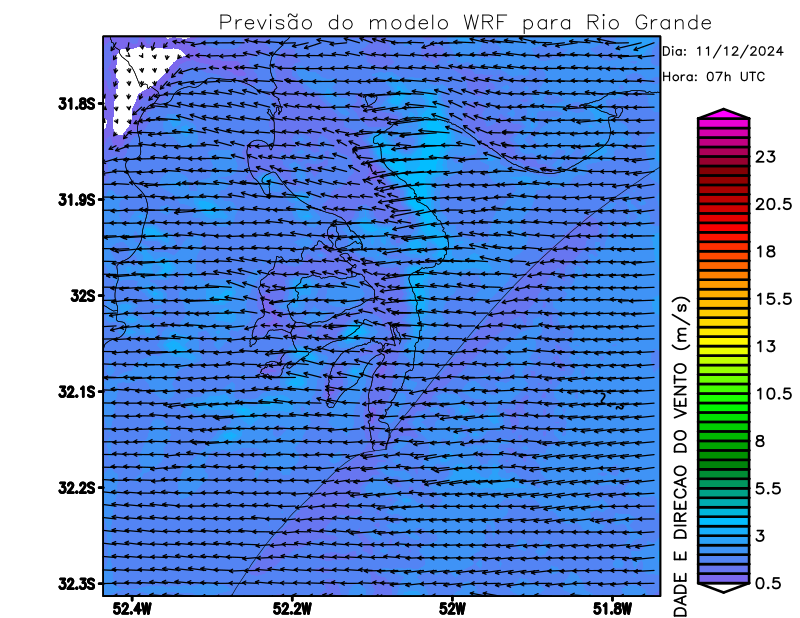 Previsão do modelo WRF para Rio Grande
Dia: 11/12/2024
Hora: 07h UTC
31.8S
31.9S
32S
32.1S
32.2S
32.3S
52.4W
52.2W
52W
51.8W
DADE E DIRECAO DO VENTO (m/s)
23
20.5
18
15.5
13
10.5
8
5.5
3
0.5